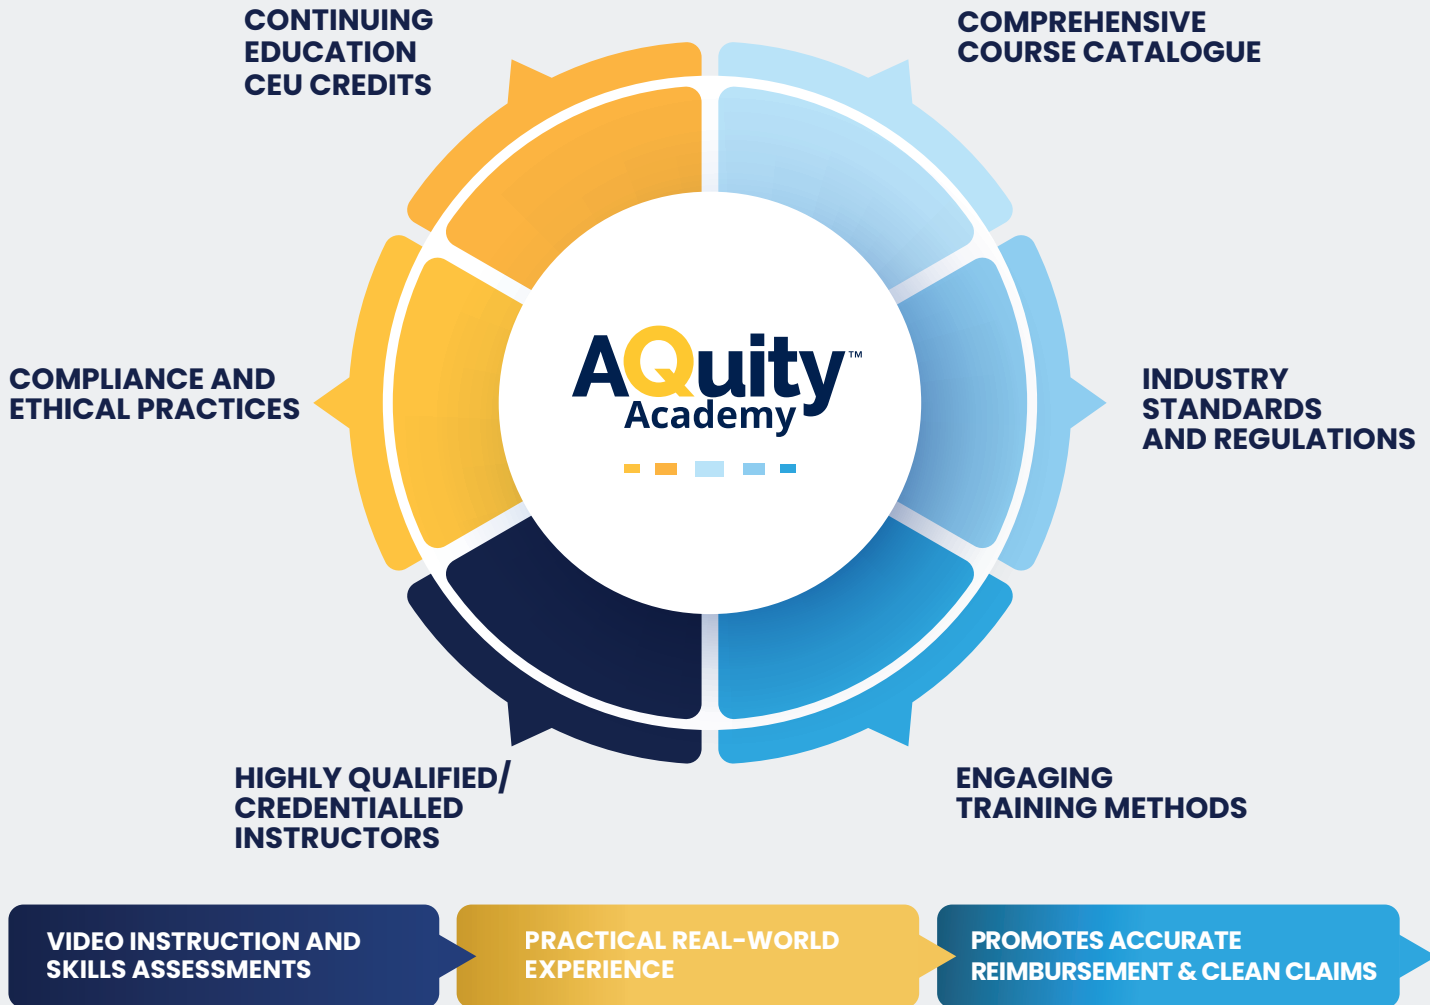 CONTINUING
EDUCATION
CEU CREDITS
COMPREHENSIVE
COURSE CATALOGUE
COMPLIANCE AND
ETHICAL PRACTICES
AQuity™
Academy
INDUSTRY
STANDARDS
AND REGULATIONS
HIGHLY QUALIFIED/
CREDENTIALLED
INSTRUCTORS
ENGAGING
TRAINING METHODS
VIDEO INSTRUCTION AND
SKILLS ASSESSMENTS
PRACTICAL REAL-WORLD
EXPERIENCE
PROMOTES ACCURATE
REIMBURSEMENT & CLEAN CLAIMS